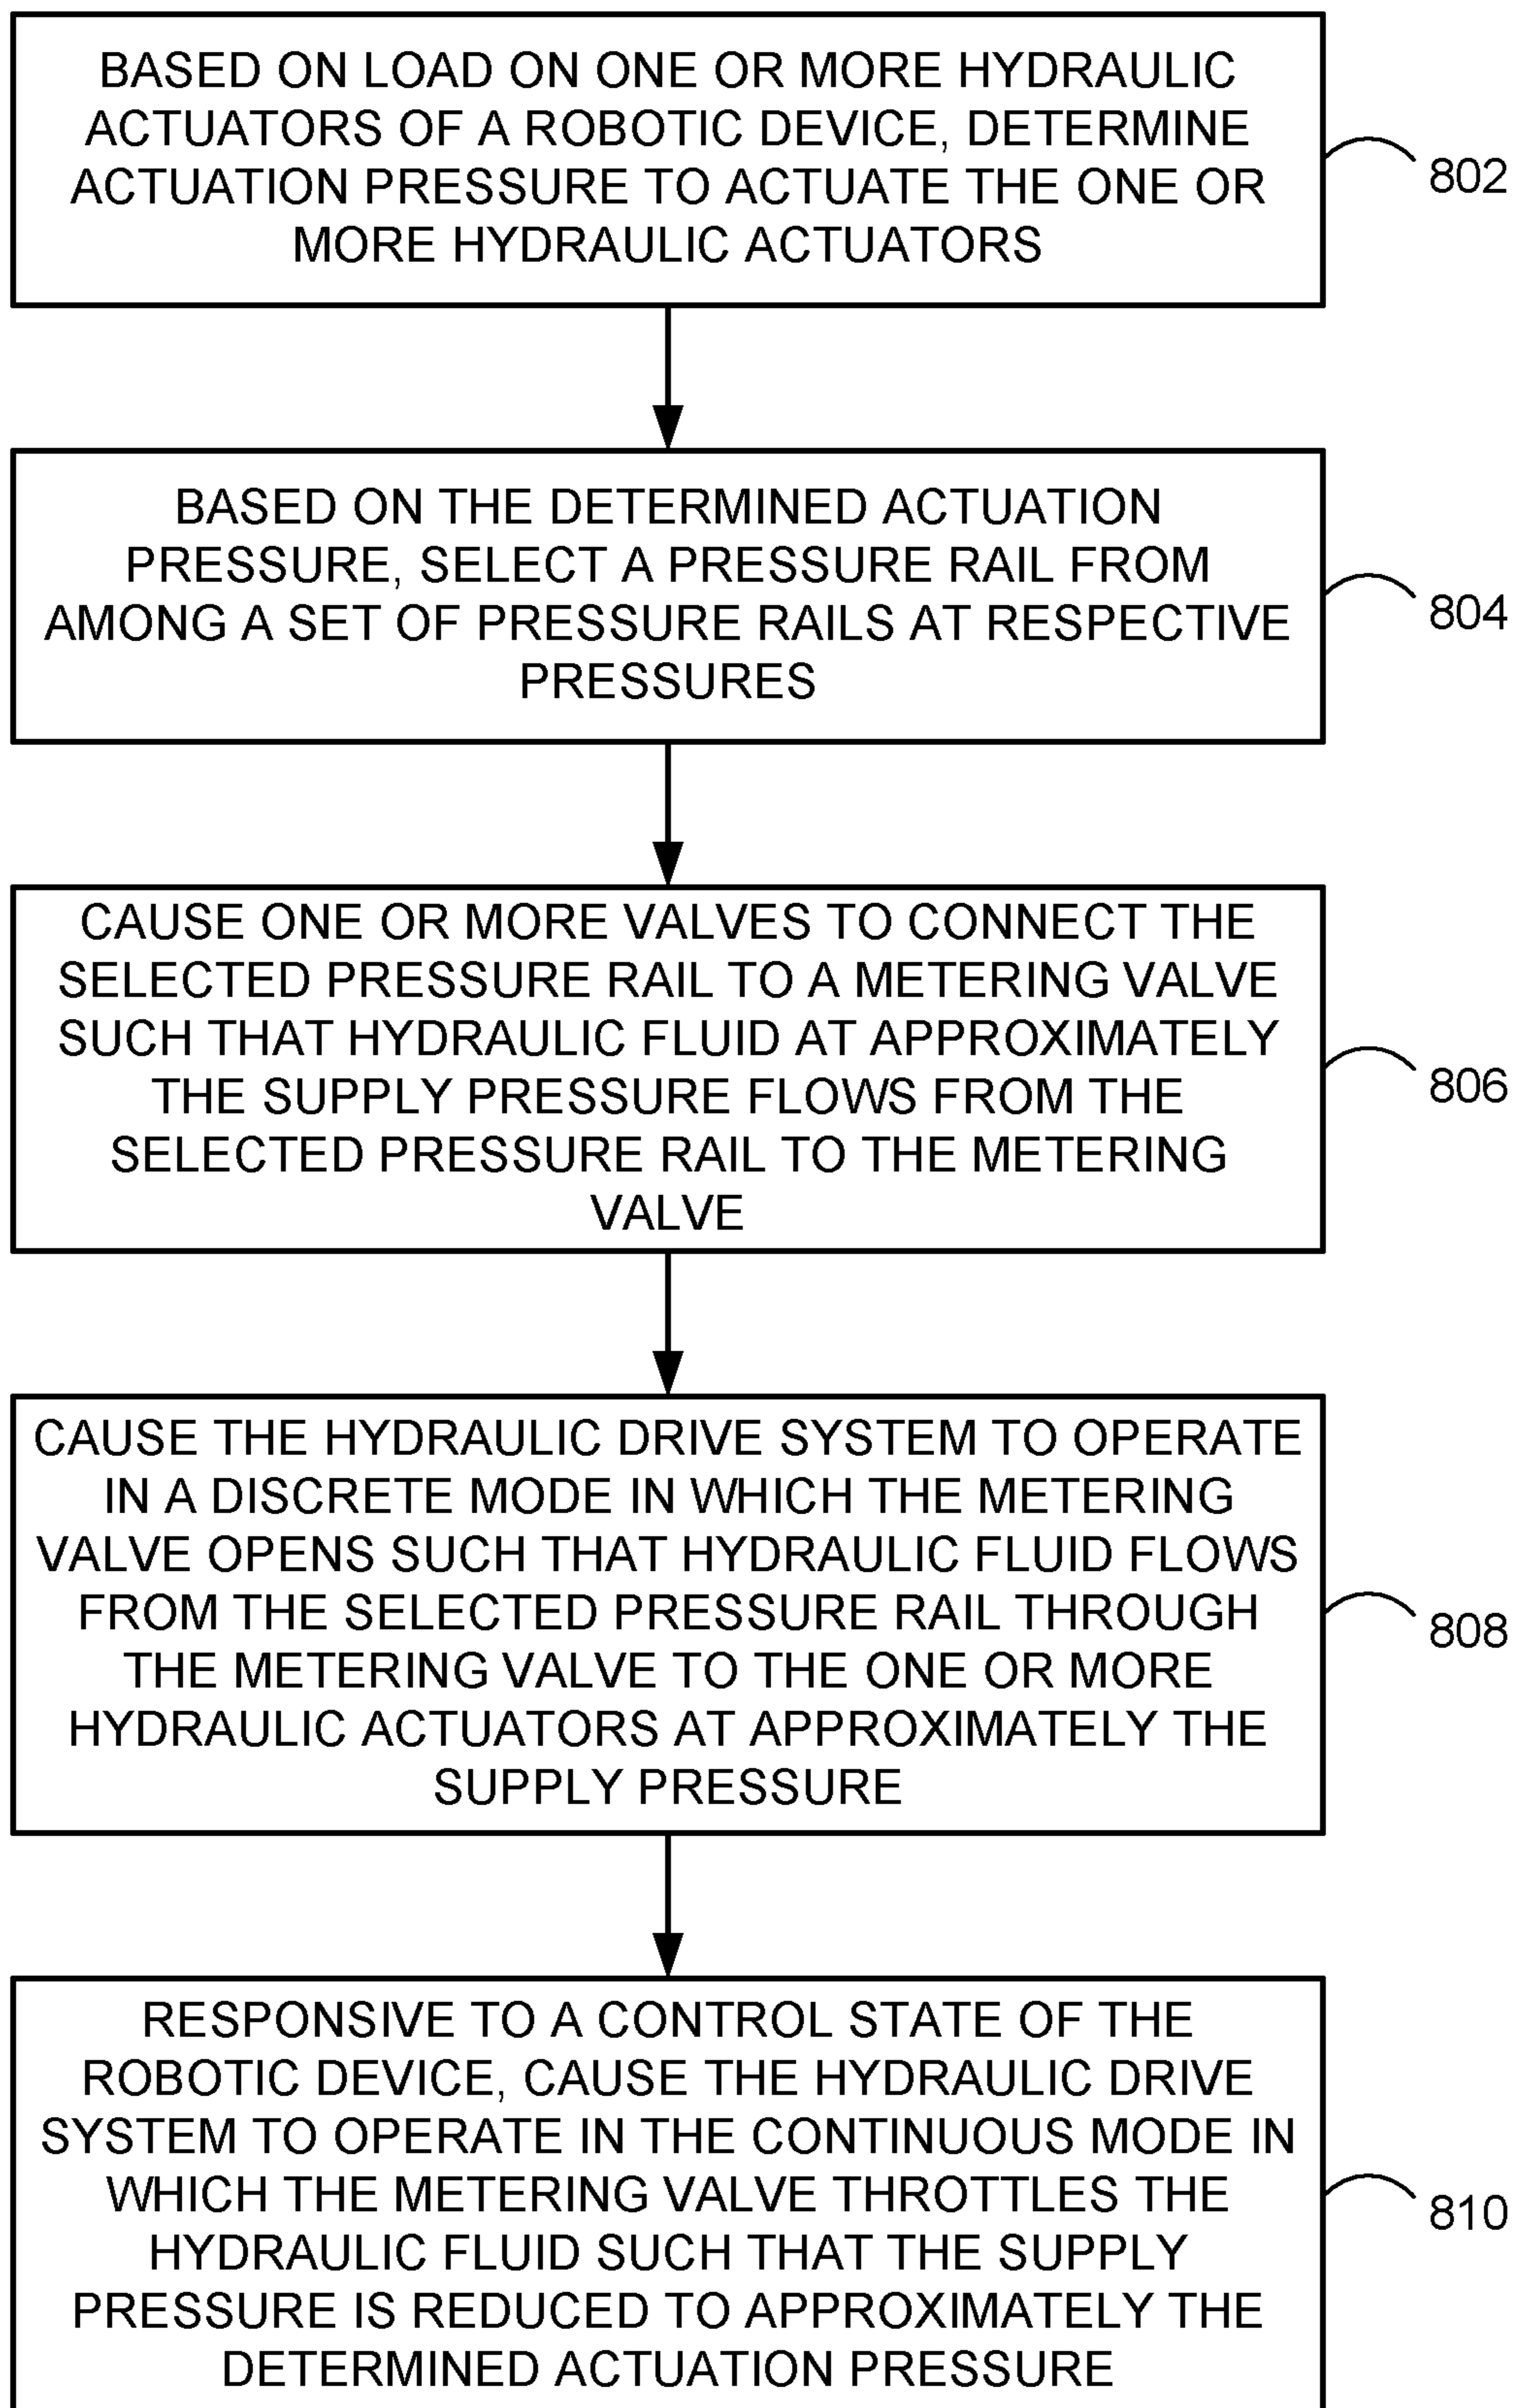 BASED ON LOAD ON ONE OR MORE HYDRAULIC
ACTUATORS OF A ROBOTIC DEVICE, DETERMINE
ACTUATION PRESSURE TO ACTUATE THE ONE OR
MORE HYDRAULIC ACTUATORS
802
BASED ON THE DETERMINED ACTUATION
PRESSURE, SELECT A PRESSURE RAIL FROM
AMONG A SET OF PRESSURE RAILS AT RESPECTIVE
PRESSURES
804
CAUSE ONE OR MORE VALVES TO CONNECT THE
SELECTED PRESSURE RAIL TO A METERING VALVE
SUCH THAT HYDRAULIC FLUID AT APPROXIMATELY
THE SUPPLY PRESSURE FLOWS FROM THE
SELECTED PRESSURE RAIL TO THE METERING
VALVE
806
CAUSE THE HYDRAULIC DRIVE SYSTEM TO OPERATE
IN A DISCRETE MODE IN WHICH THE METERING
VALVE OPENS SUCH THAT HYDRAULIC FLUID FLOWS
FROM THE SELECTED PRESSURE RAIL THROUGH
THE METERING VALVE TO THE ONE OR MORE
HYDRAULIC ACTUATORS AT APPROXIMATELY THE
SUPPLY PRESSURE
808
RESPONSIVE TO A CONTROL STATE OF THE
ROBOTIC DEVICE, CAUSE THE HYDRAULIC DRIVE
SYSTEM TO OPERATE IN THE CONTINUOUS MODE IN
WHICH THE METERING VALVE THROTTLES THE
HYDRAULIC FLUID SUCH THAT THE SUPPLY
PRESSURE IS REDUCED TO APPROXIMATELY THE
DETERMINED ACTUATION PRESSURE
810